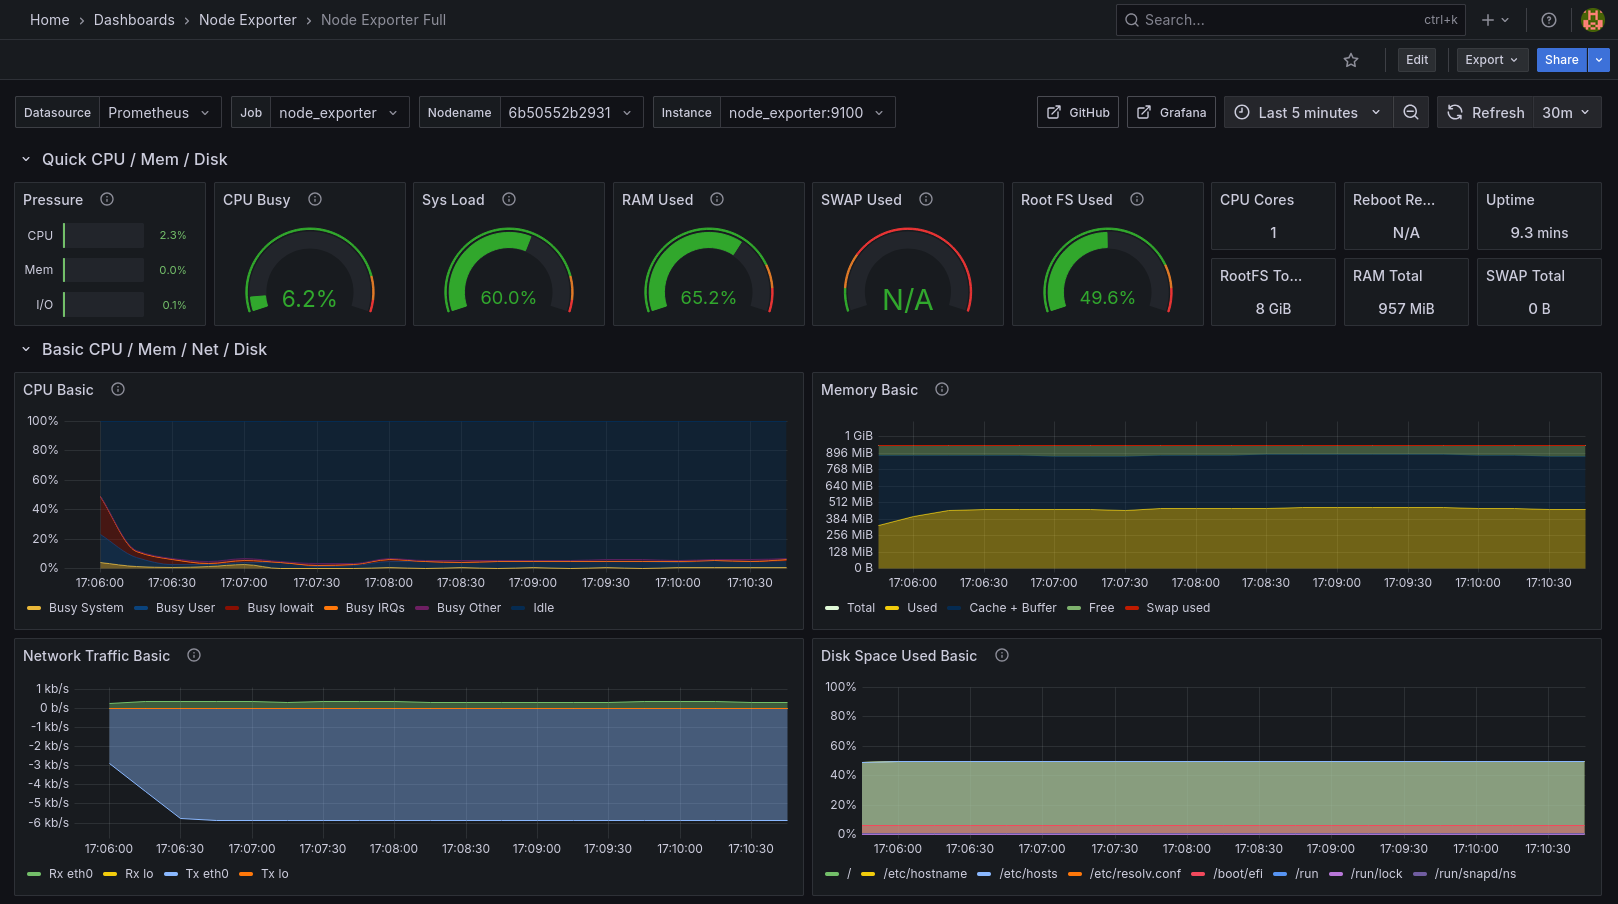 Home › Dashboards › Node Exporter › Node Exporter Full
Search... ctrl+k
Edit Export Share
Datasource Prometheus Job node_exporter Nodename 6b50552b2931 Instance node_exporter:9100 GitHub Grafana Last 5 minutes Refresh 30m
Quick CPU / Mem / Disk
Pressure CPU Busy Sys Load RAM Used SWAP Used Root FS Used CPU Cores Reboot Re... Uptime
CPU 2.3% 1 N/A 9.3 mins
Mem 0.0% RootFS To... RAM Total SWAP Total
I/O 0.1% 6.2% 60.0% 65.2% N/A 49.6% 8 GiB 957 MiB 0 B
Basic CPU / Mem / Net / Disk
CPU Basic
100%
80%
60%
40%
20%
0%
17:06:00 17:06:30 17:07:00 17:07:30 17:08:00 17:08:30 17:09:00 17:09:30 17:10:00 17:10:30
Busy System Busy User Busy Iowait Busy IRQs Busy Other Idle
Memory Basic
1 GiB
896 MiB
768 MiB
640 MiB
512 MiB
384 MiB
256 MiB
128 MiB
0 B
17:06:00 17:06:30 17:07:00 17:07:30 17:08:00 17:08:30 17:09:00 17:09:30 17:10:00 17:10:30
Total Used Cache + Buffer Free Swap used
Network Traffic Basic
1 kb/s
0 b/s
-1 kb/s
-2 kb/s
-3 kb/s
-4 kb/s
-5 kb/s
-6 kb/s
17:06:00 17:06:30 17:07:00 17:07:30 17:08:00 17:08:30 17:09:00 17:09:30 17:10:00 17:10:30
Rx eth0 Rx lo Tx eth0 Tx lo
Disk Space Used Basic
100%
80%
60%
40%
20%
0%
17:06:00 17:06:30 17:07:00 17:07:30 17:08:00 17:08:30 17:09:00 17:09:30 17:10:00 17:10:30
/ /etc/hostname /etc/hosts /etc/resolv.conf /boot/efi /run /run/lock /run/snapd/ns